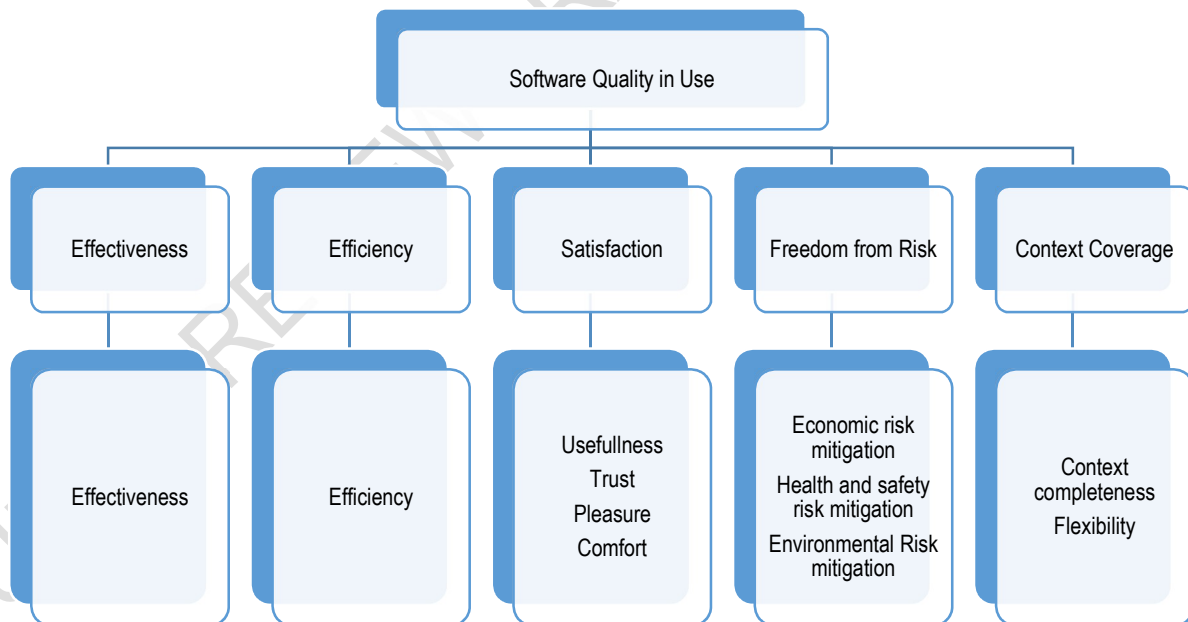 Software Quality in Use
Effectiveness
Efficiency
Satisfaction
Freedom from Risk
Context Coverage
Effectiveness
Efficiency
Usefullness
Trust
Pleasure
Comfort
Economic risk
mitigation
Health and safety
risk mitigation
Environmental Risk
mitigation
Context
completeness
Flexibility